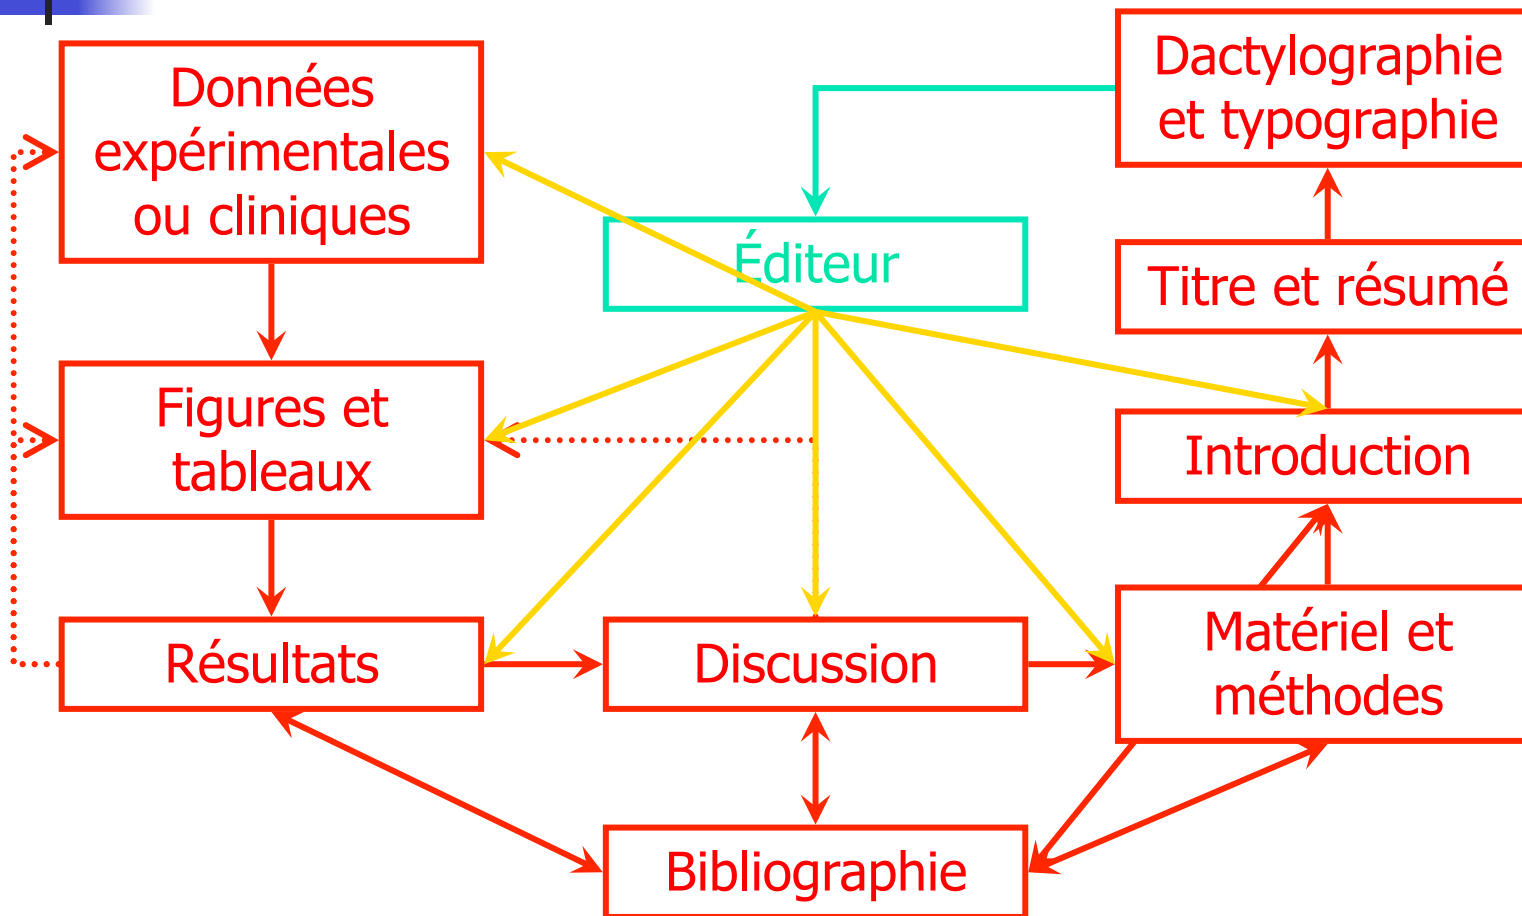 Données
expérimentales
ou cliniques
Dactylographie
et typographie
Éditeur
Titre et résumé
Figures et
tableaux
Introduction
Résultats
Discussion
Matériel et
méthodes
Bibliographie